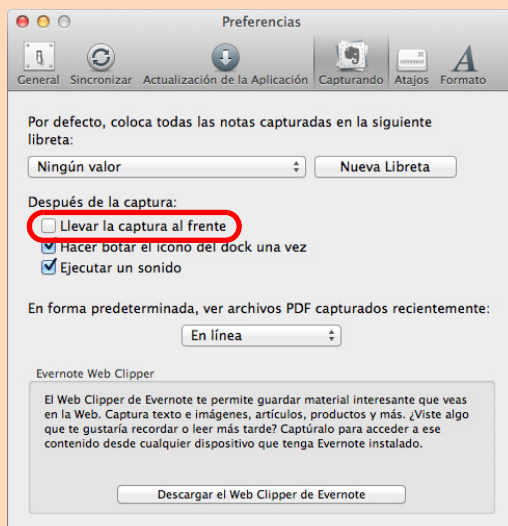 Preferencias
General Sincronizar Actualización de la Aplicación Capturando Atajos Formato
Por defecto, coloca todas las notas capturadas en la siguiente
libreta:
Ningún valor Nueva Libreta
Después de la captura:
Llevar la captura al frente
Hacer botar el icono del dock una vez
Ejecutar un sonido
En forma predeterminada, ver archivos PDF capturados recientemente:
En línea
Evernote Web Clipper
El Web Clipper de Evernote te permite guardar material interesante que veas
en la Web. Captura texto e imágenes, artículos, productos y más. ¿Viste algo
que te gustaría recordar o leer más tarde? Captúralo para acceder a ese
contenido desde cualquier dispositivo que tenga Evernote instalado.
Descargar el Web Clipper de Evernote